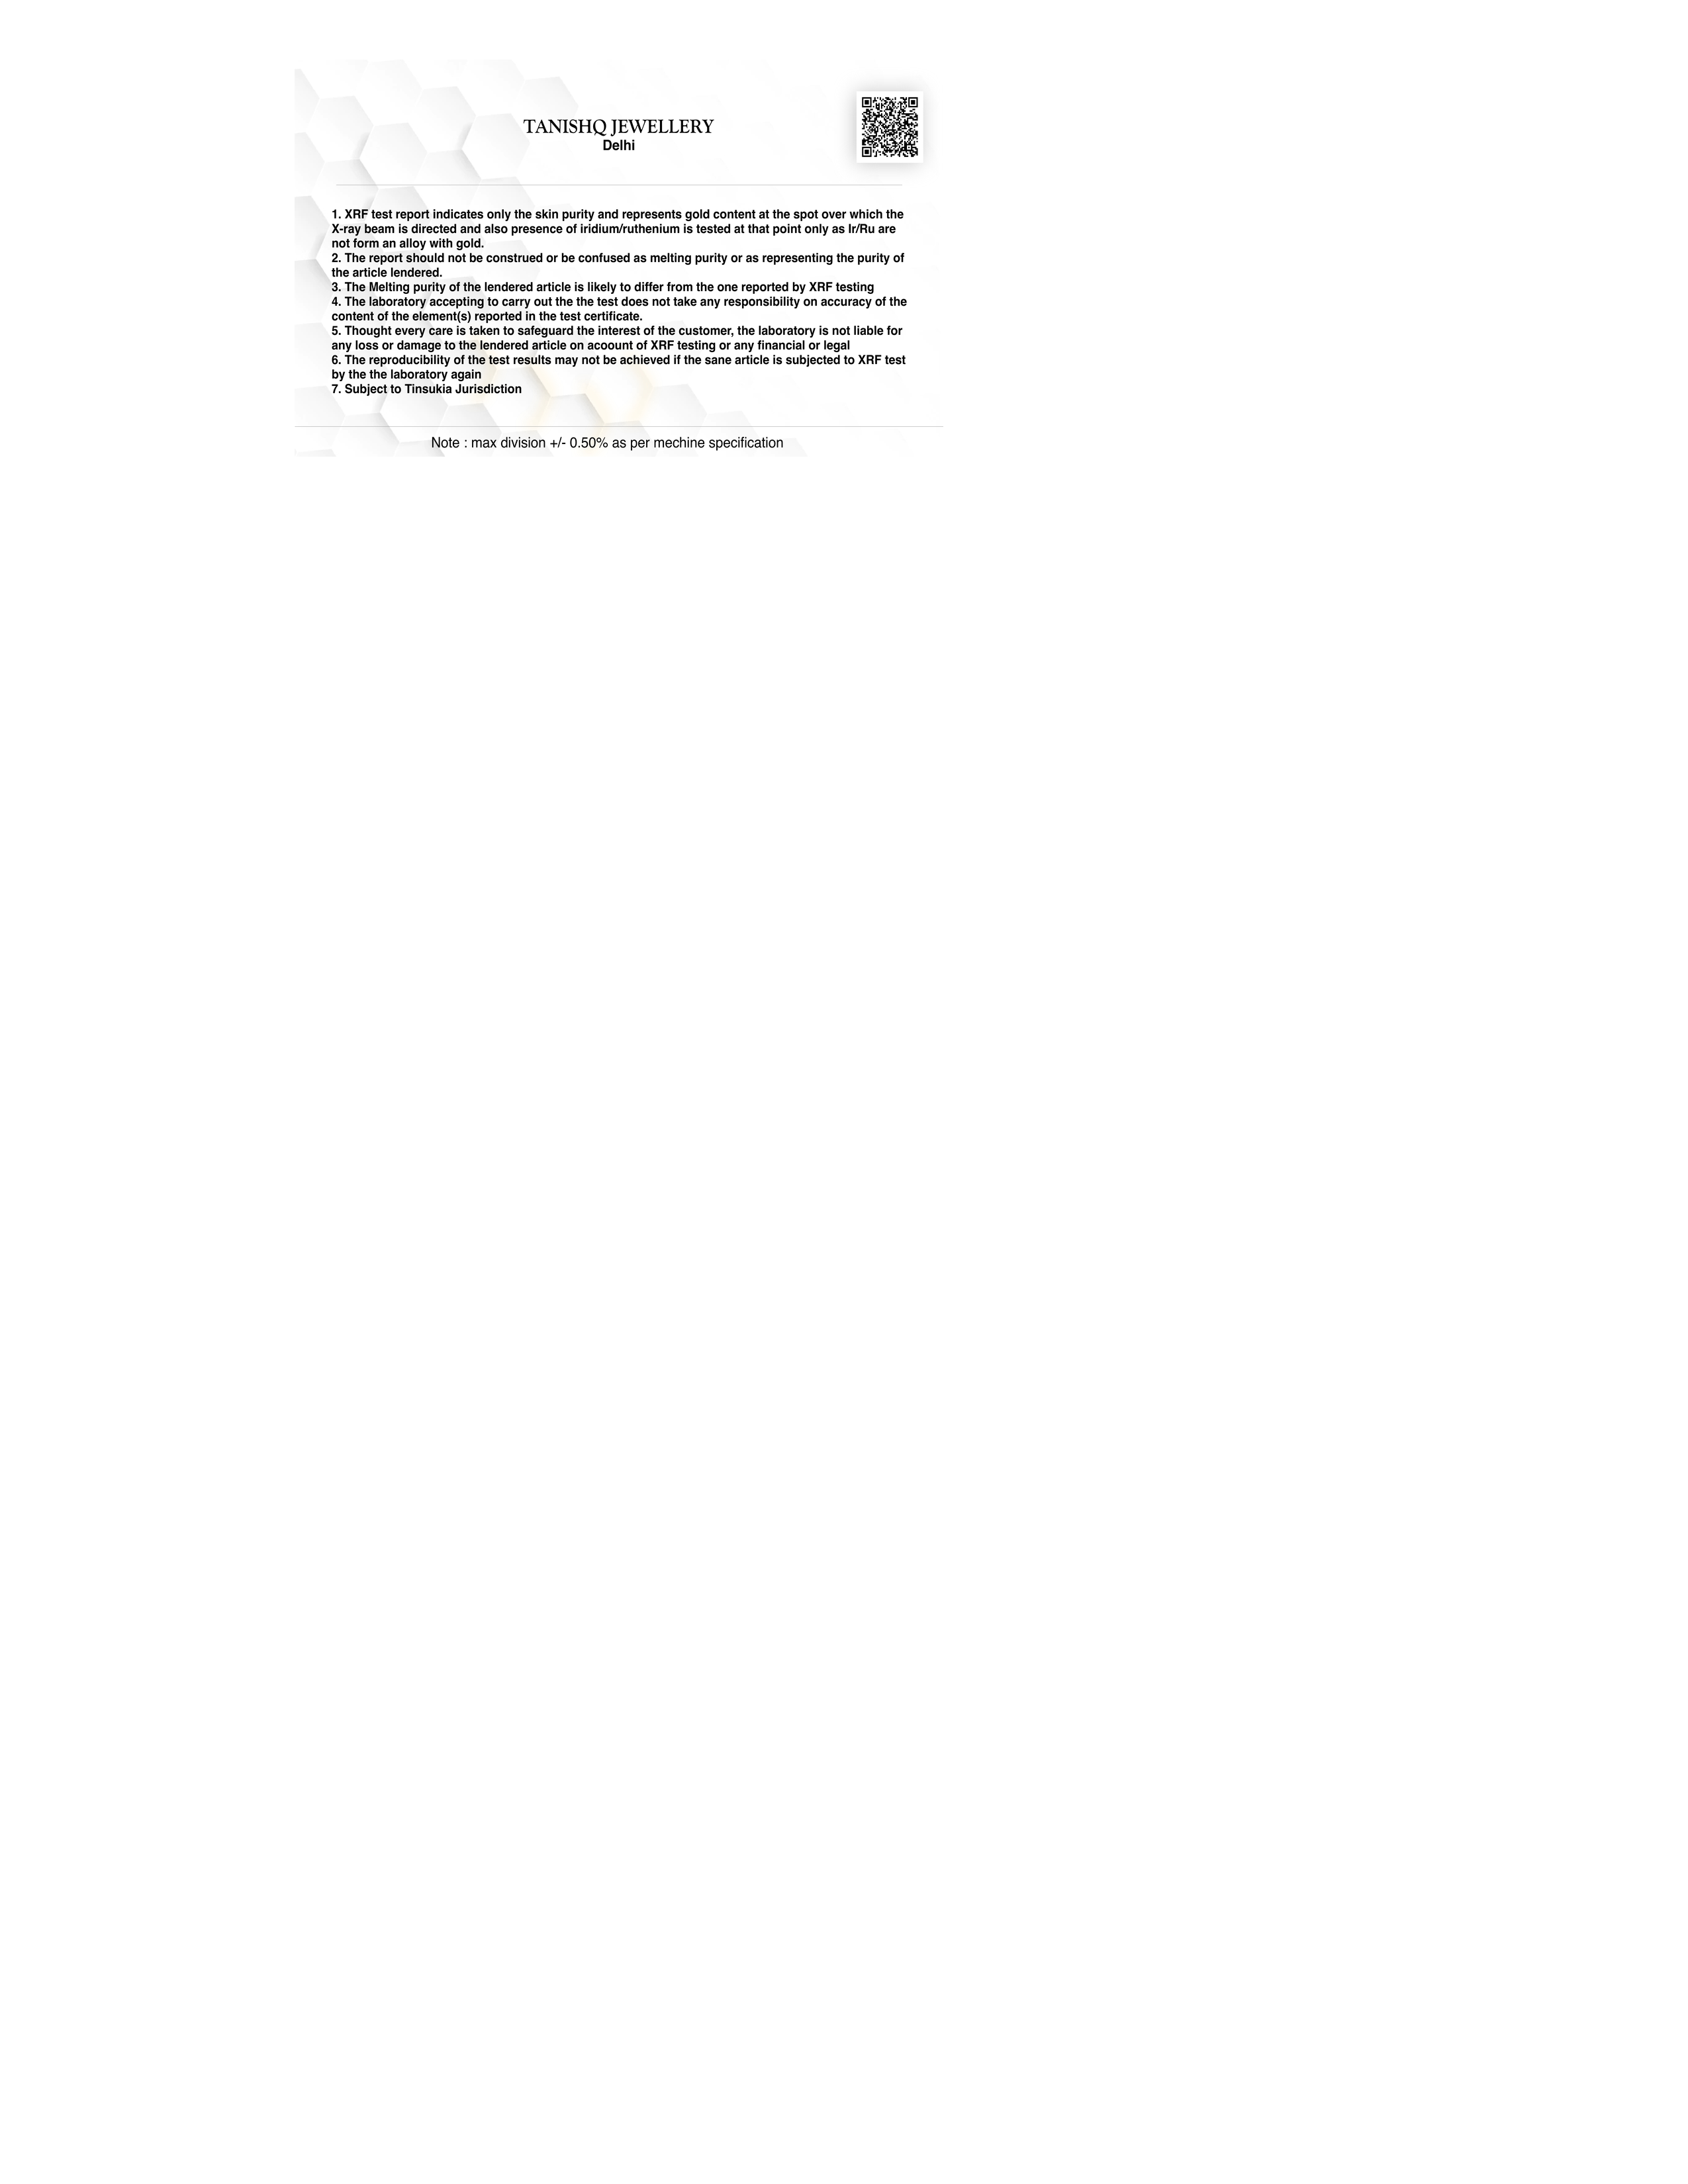 TANISHQ JEWELLERY
Delhi
1. XRF test report indicates only the skin purity and represents gold content at the spot over which the
X-ray beam is directed and also presence of iridium/ruthenium is tested at that point only as Ir/Ru are
not form an alloy with gold.
2. The report should not be construed or be confused as melting purity or as representing the purity of
the article lendered.
3. The Melting purity of the lendered article is likely to differ from the one reported by XRF testing
4. The laboratory accepting to carry out the the test does not take any responsibility on accuracy of the
content of the element(s) reported in the test certificate.
5. Thought every care is taken to safeguard the interest of the customer, the laboratory is not liable for
any loss or damage to the lendered article on acoount of XRF testing or any financial or legal
6. The reproducibility of the test results may not be achieved if the sane article is subjected to XRF test
by the the laboratory again
7. Subject to Tinsukia Jurisdiction
Note : max division +/- 0.50% as per mechine specification